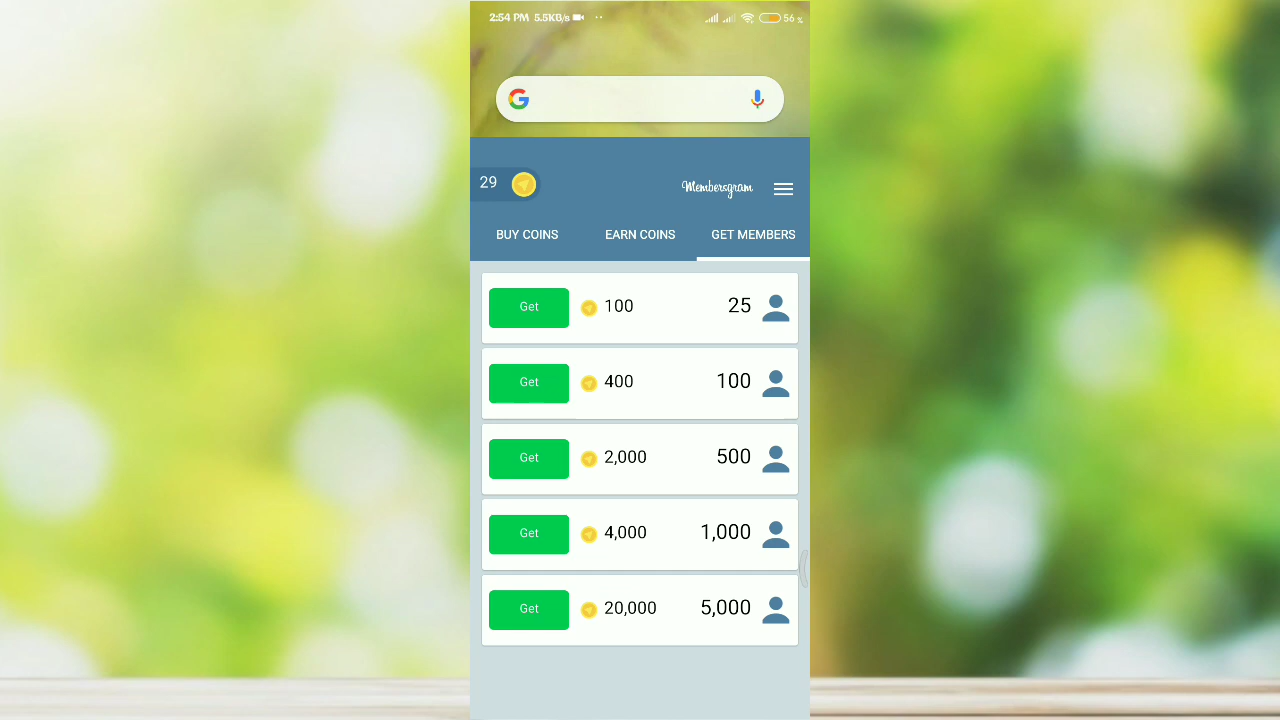 2:54 PM 5.5KB/s 56 %
29 Membersgram
BUY COINS EARN COINS GET MEMBERS
Get 100 25
Get 400 100
Get 2,000 500
Get 4,000 1,000
Get 20,000 5,000